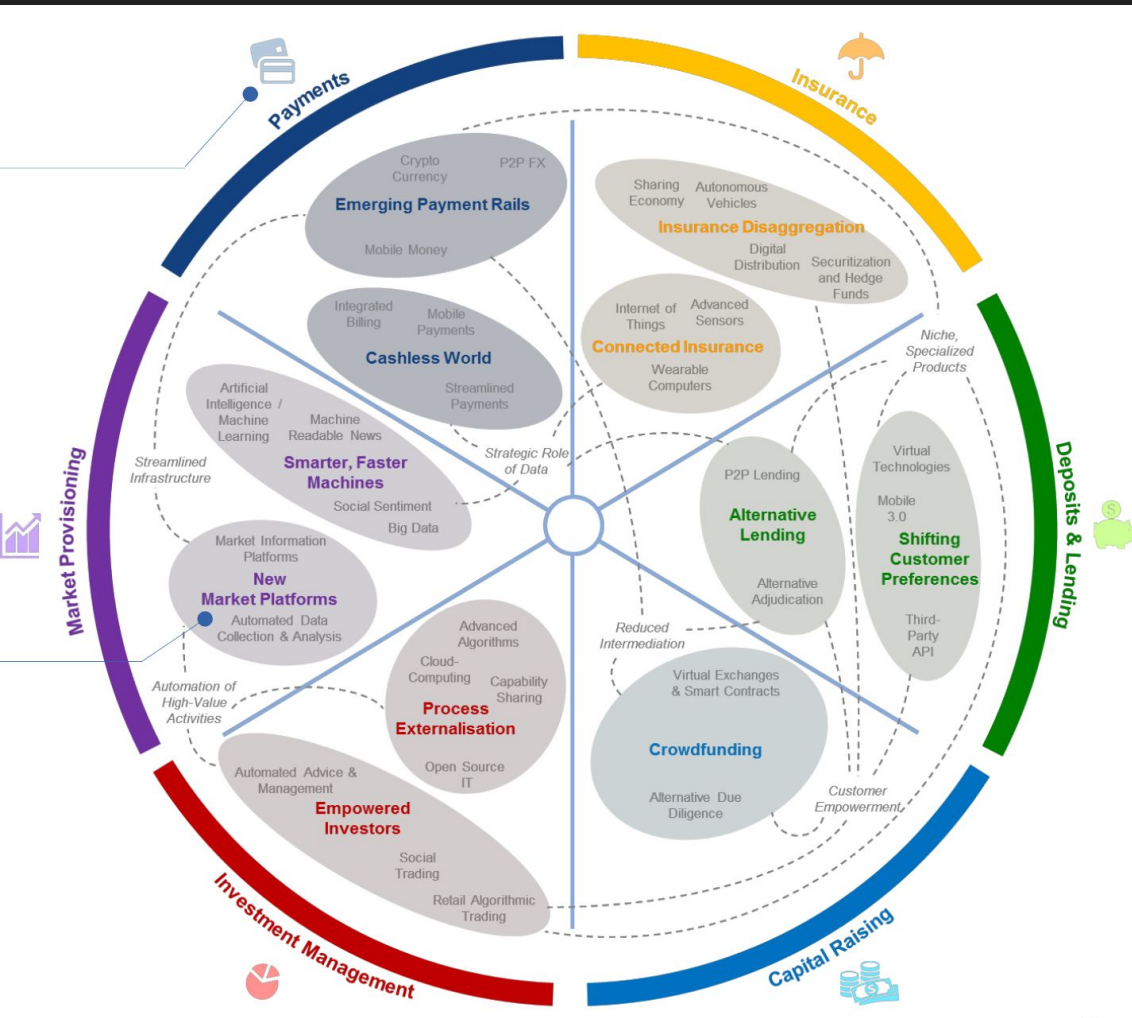 Payments
Insurance
Crypto
Currency
P2P FX
Emerging Payment Rails
Mobile Money
Integrated
Billing
Mobile
Payments
Cashless World
Streamlined
Payments
Sharing
Economy
Autonomous
Vehicles
Insurance Disaggregation
Digital
Distribution
Securitization
and Hedge
Funds
Internet of
Things
Advanced
Sensors
Connected Insurance
Wearable
Computers
Niche,
Specialized
Products
Deposits & Lending
Virtual
Technologies
Mobile
3.0
Shifting
Customer
Preferences
Third-
Party
API
P2P Lending
Alternative
Lending
Alternative
Adjudication
Strategic Role
of Data
Market Provisioning
Artificial
Intelligence /
Machine
Learning
Machine
Readable News
Smarter, Faster
Machines
Social Sentiment
Big Data
Streamlined
Infrastructure
Market Information
Platforms
New
Market Platforms
Automated Data
Collection & Analysis
Automation of
High-Value
Activities
Advanced
Algorithms
Cloud-
Computing
Capability
Sharing
Process
Externalisation
Open Source
IT
Automated Advice &
Management
Empowered
Investors
Social
Trading
Retail Algorithmic
Trading
Investment Management
Reduced
Intermediation
Virtual Exchanges
& Smart Contracts
Crowdfunding
Alternative Due
Diligence
Customer
Empowerment
Capital Raising
$
$